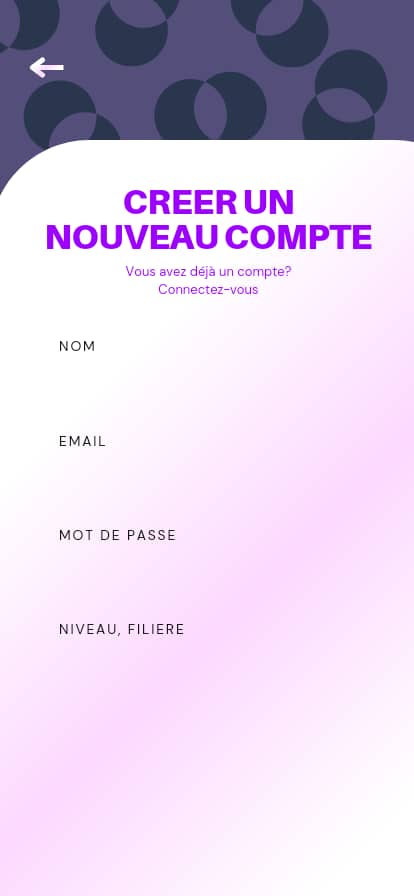 CREER UN
NOUVEAU COMPTE
Vous avez déjà un compte?
Connectez-vous
NOM
EMAIL
MOT DE PASSE
NIVEAU, FILIERE